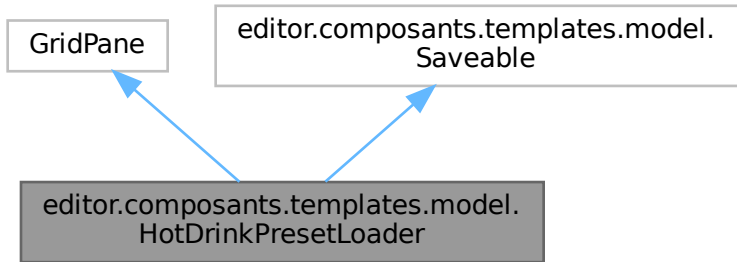 GridPane
editor.composants.templates.model.
Saveable
editor.composants.templates.model.
HotDrinkPresetLoader